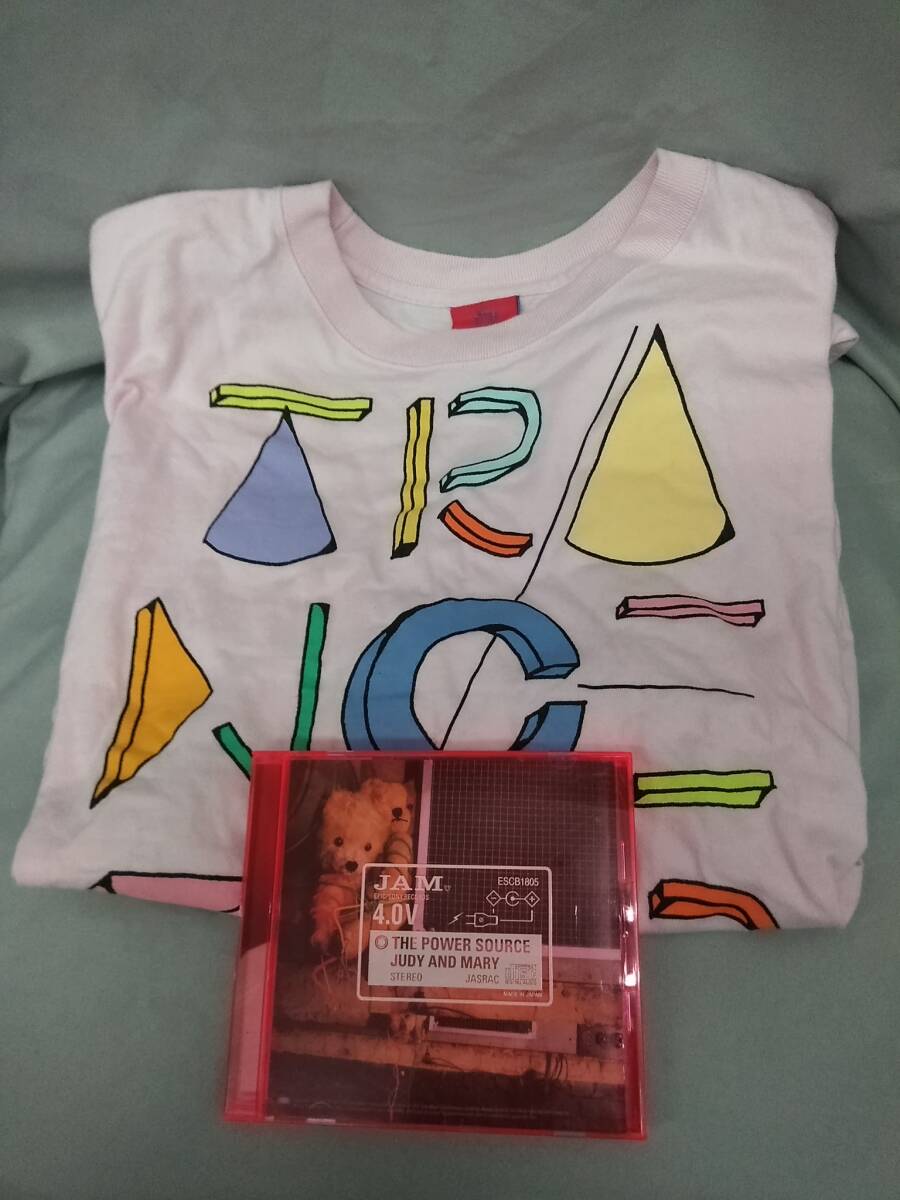 TRA
NCE
JAM
ESCB1805
EPIC/SONY RECORDS
4.0V
THE POWER SOURCE
JUDY AND MARY
STEREO JASRAC
MADE IN JAPAN